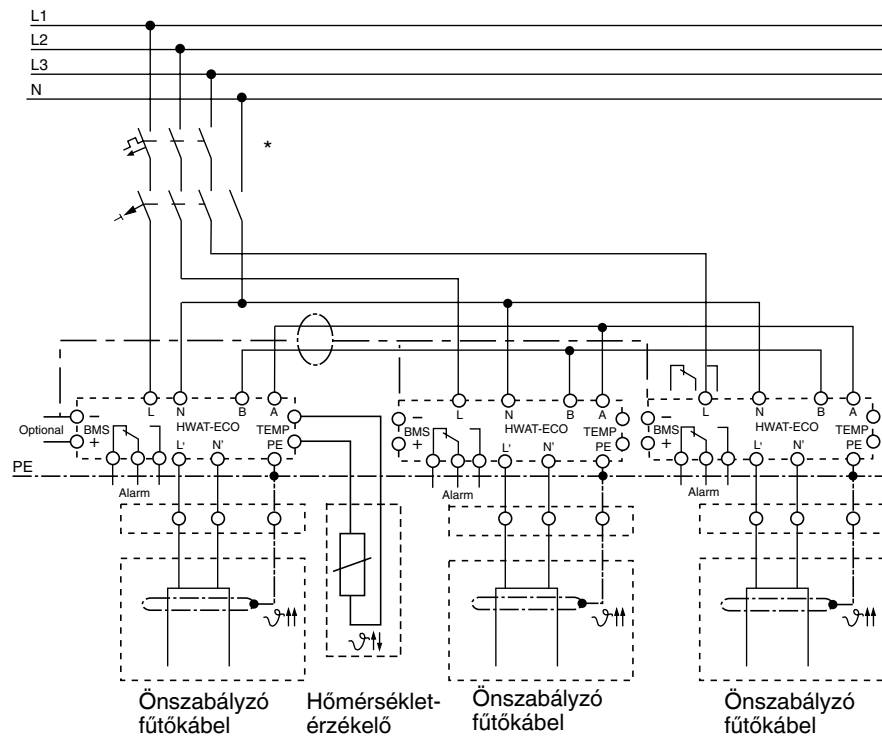 L1
L2
L3
N
*
L N B A
L N B A
L N B A
Optional
− BMS + HWAT-ECO TEMP
L' N' PE
− BMS + HWAT-ECO TEMP
L' N' PE
− BMS + HWAT-ECO TEMP
L' N' PE
PE
Alarm
Alarm
Alarm
Önszabályzó
fűtőkábel
Hőmérséklet-
érzékelő
Önszabályzó
fűtőkábel
Önszabályzó
fűtőkábel
ϑ
ϑ
ϑ
ϑ